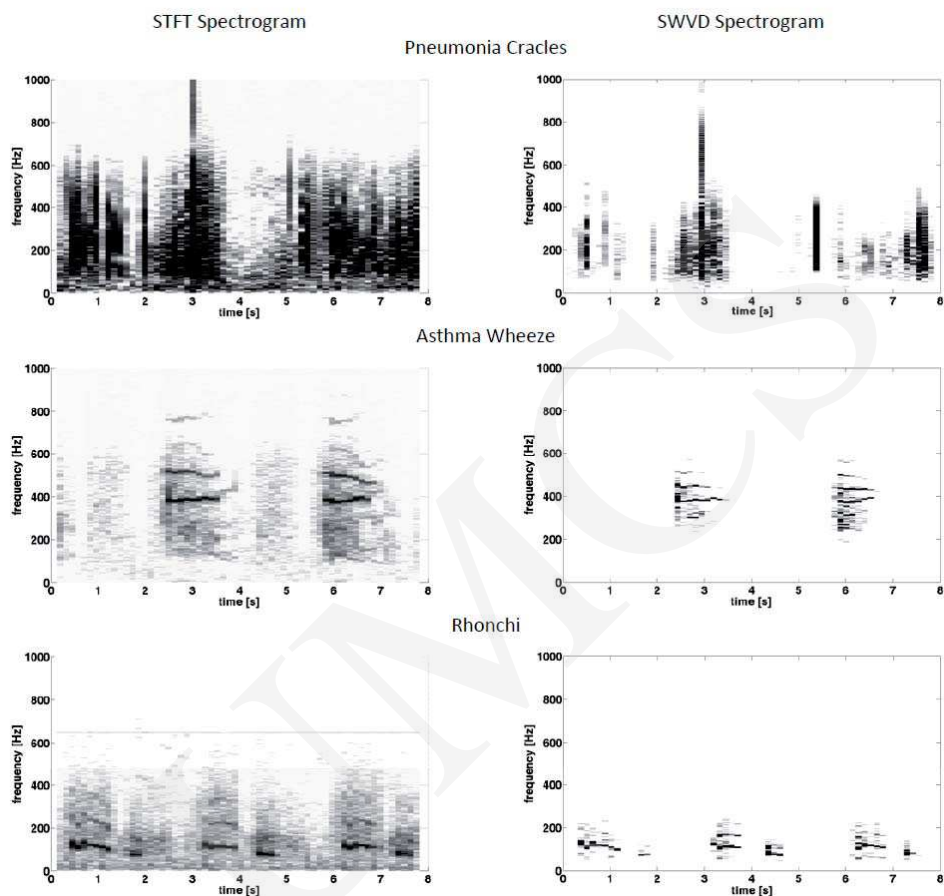 STFT Spectrogram SWVD Spectrogram
Pneumonia Cracles
1000 1000
800 800
600 600
frequency [Hz] frequency [Hz]
400 400
200 200
0 0
0 1 2 3 4 5 6 7 8 0 1 2 3 4 5 6 7 8
time [s] time [s]
Asthma Wheeze
1000 1000
800 800
600 600
frequency [Hz] frequency [Hz]
400 400
200 200
0 0
0 1 2 3 4 5 6 7 8 0 1 2 3 4 5 6 7 8
time [s] time [s]
Rhonchi
1000 1000
800 800
600 600
frequency [Hz] frequency [Hz]
400 400
200 200
0 0
0 1 2 3 4 5 6 7 8 0 1 2 3 4 5 6 7 8
time [s] time [s]
UMCS